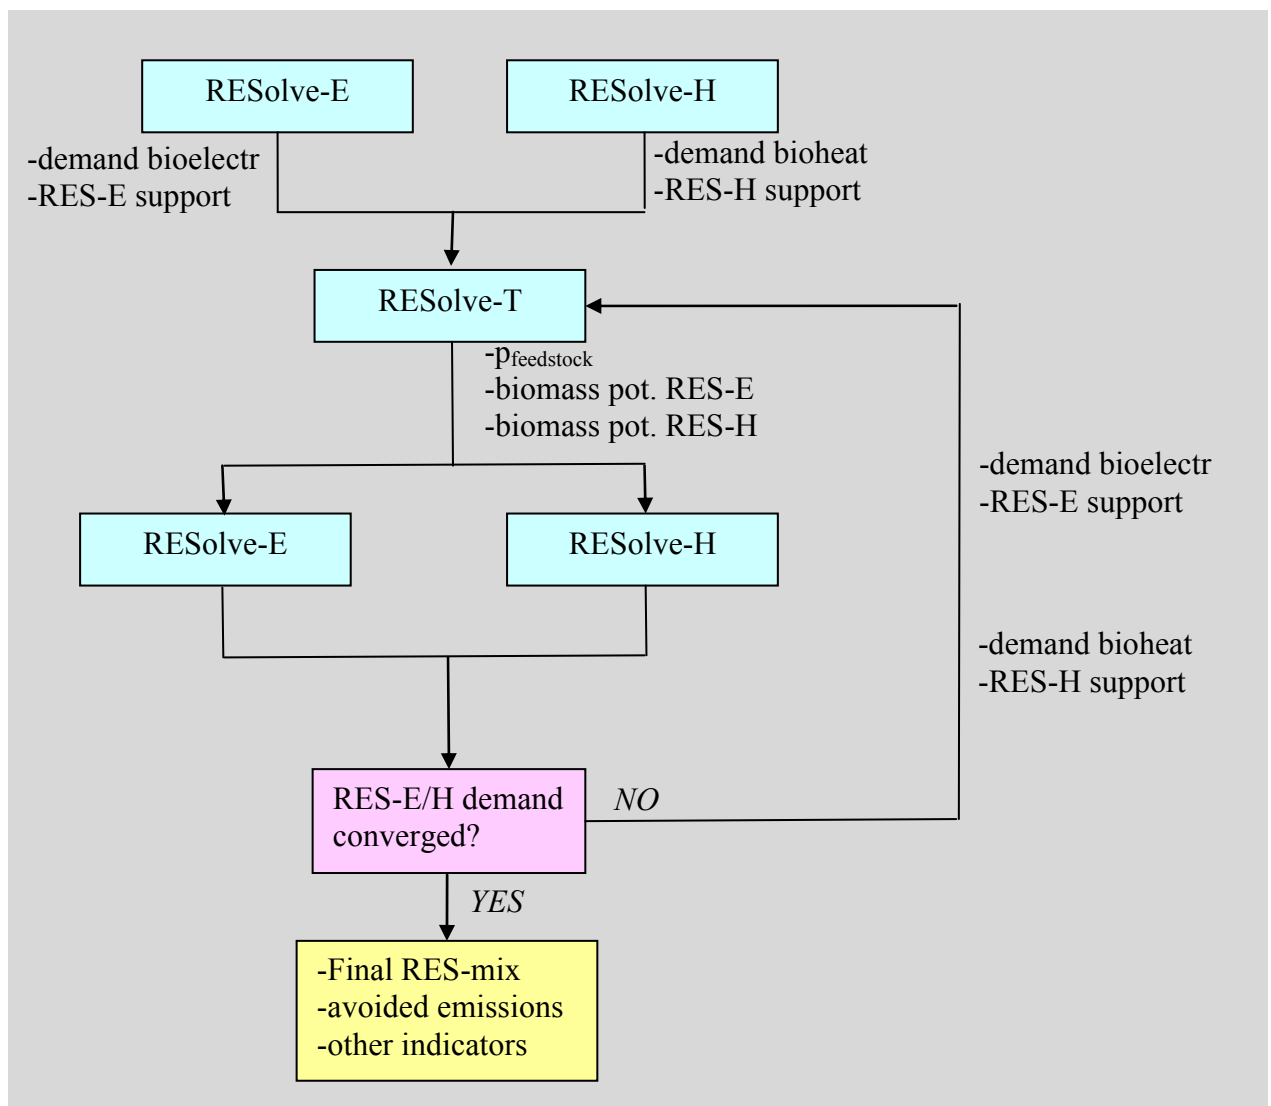 RESolve-E
RESolve-H
-demand bioelectr
-RES-E support
-demand bioheat
-RES-H support
RESolve-T
-pfeedstock
-biomass pot. RES-E
-biomass pot. RES-H
-demand bioelectr
-RES-E support
RESolve-E
RESolve-H
-demand bioheat
-RES-H support
RES-E/H demand
converged?
NO
YES
-Final RES-mix
-avoided emissions
-other indicators